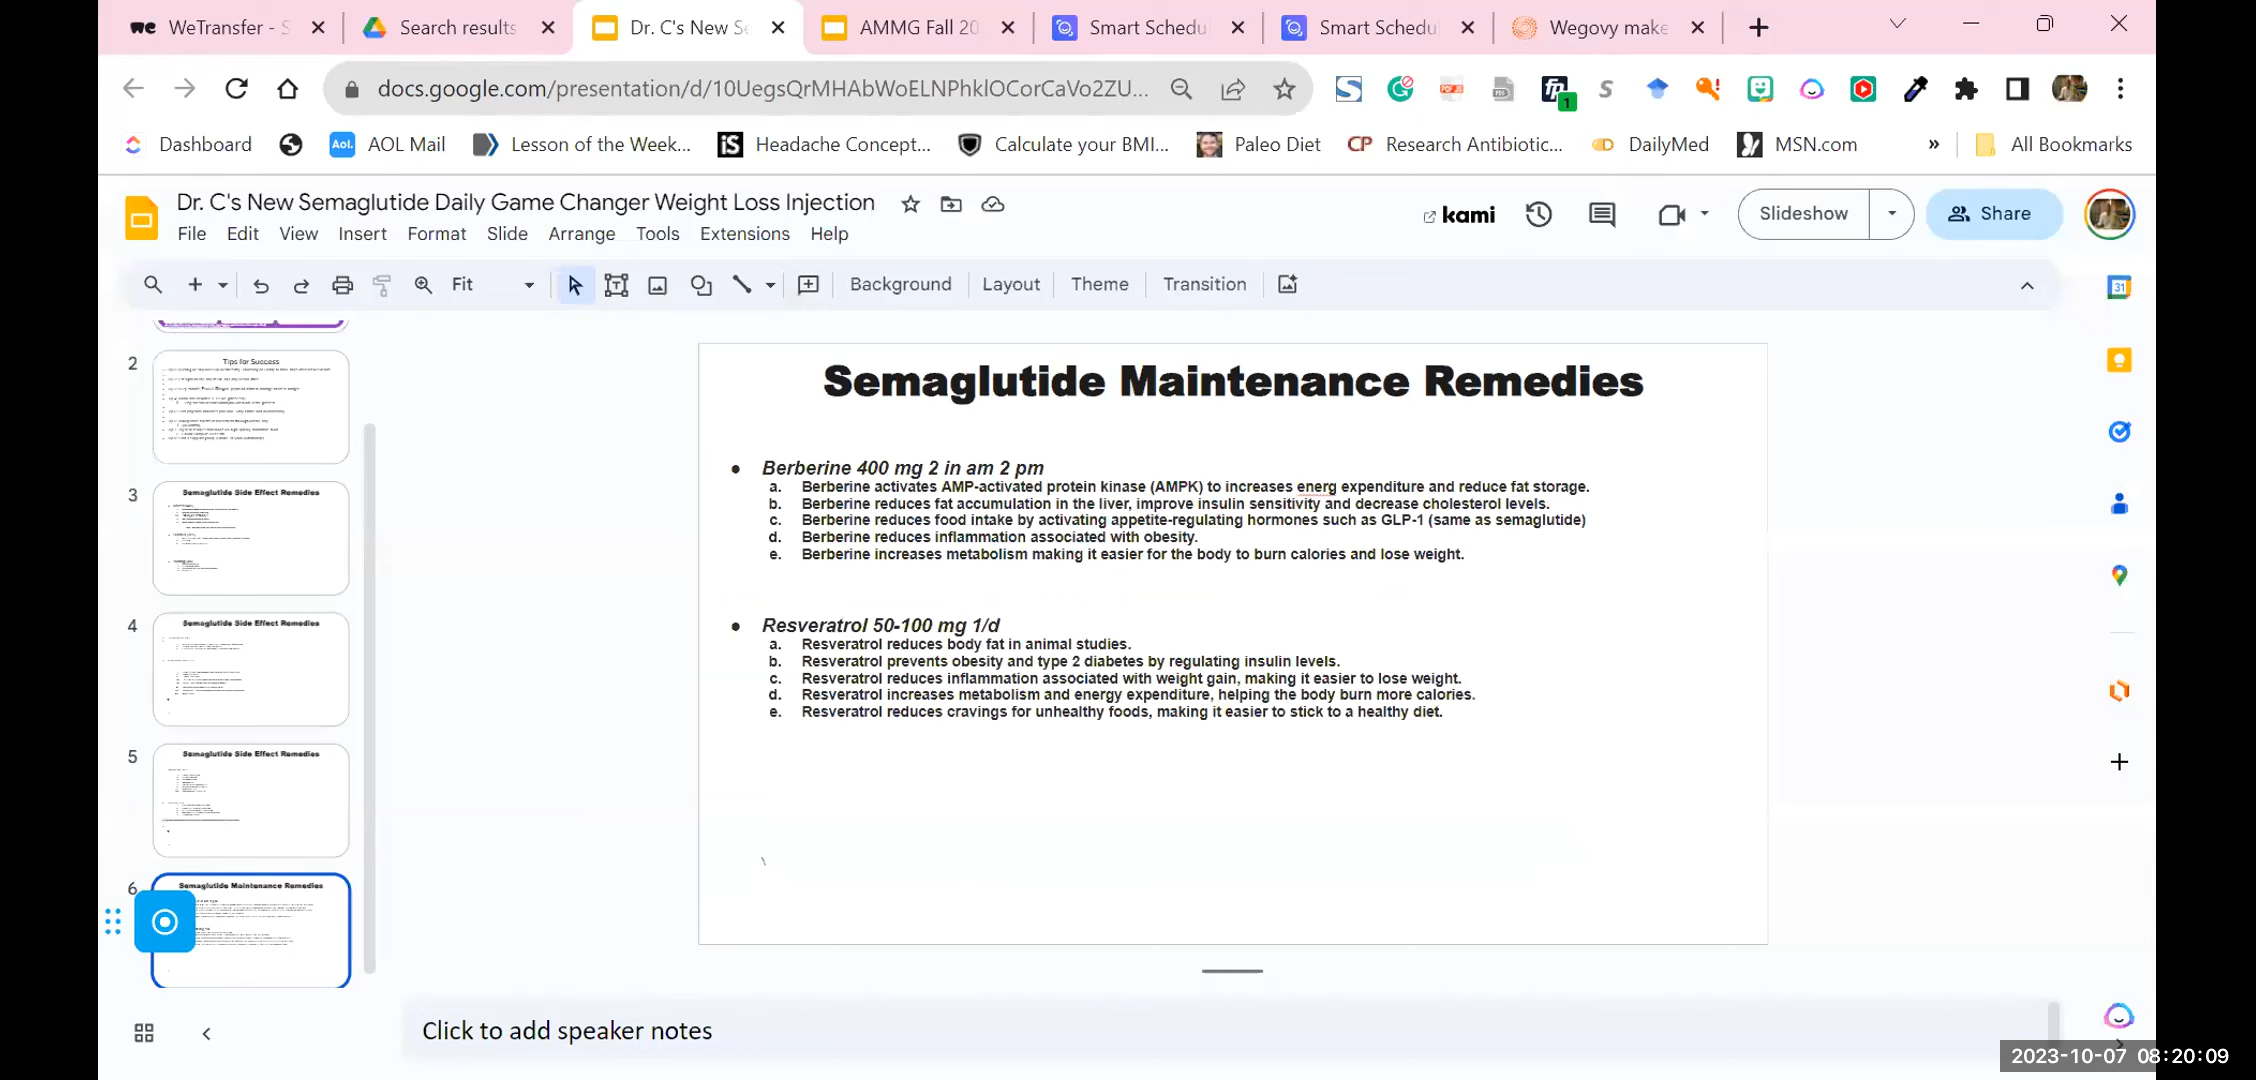 WeTransfer - S
Search results
Dr. C's New Se
AMMG Fall 20
Smart Schedu
Smart Schedu
Wegovy make
docs.google.com/presentation/d/10UegsQrMHAbWoELNPhklOCorCaVo2ZU...
Dashboard
Aol.
AOL Mail
Lesson of the Week...
iS
Headache Concept...
Calculate your BMI...
Paleo Diet
CP
Research Antibiotic...
DailyMed
MSN.com
»
All Bookmarks
Dr. C's New Semaglutide Daily Game Changer Weight Loss Injection
File Edit View Insert Format Slide Arrange Tools Extensions Help
kami
Slideshow
Share
Fit
Background
Layout
Theme
Transition
31
2
Tips for Success
3
Semaglutide Side Effect Remedies
4
Semaglutide Side Effect Remedies
5
Semaglutide Side Effect Remedies
6
Semaglutide Maintenance Remedies
Semaglutide Maintenance Remedies
● Berberine 400 mg 2 in am 2 pm
a. Berberine activates AMP-activated protein kinase (AMPK) to increases energ expenditure and reduce fat storage.
b. Berberine reduces fat accumulation in the liver, improve insulin sensitivity and decrease cholesterol levels.
c. Berberine reduces food intake by activating appetite-regulating hormones such as GLP-1 (same as semaglutide)
d. Berberine reduces inflammation associated with obesity.
e. Berberine increases metabolism making it easier for the body to burn calories and lose weight.
● Resveratrol 50-100 mg 1/d
a. Resveratrol reduces body fat in animal studies.
b. Resveratrol prevents obesity and type 2 diabetes by regulating insulin levels.
c. Resveratrol reduces inflammation associated with weight gain, making it easier to lose weight.
d. Resveratrol increases metabolism and energy expenditure, helping the body burn more calories.
e. Resveratrol reduces cravings for unhealthy foods, making it easier to stick to a healthy diet.
\
Click to add speaker notes
2023-10-07 08:20:09